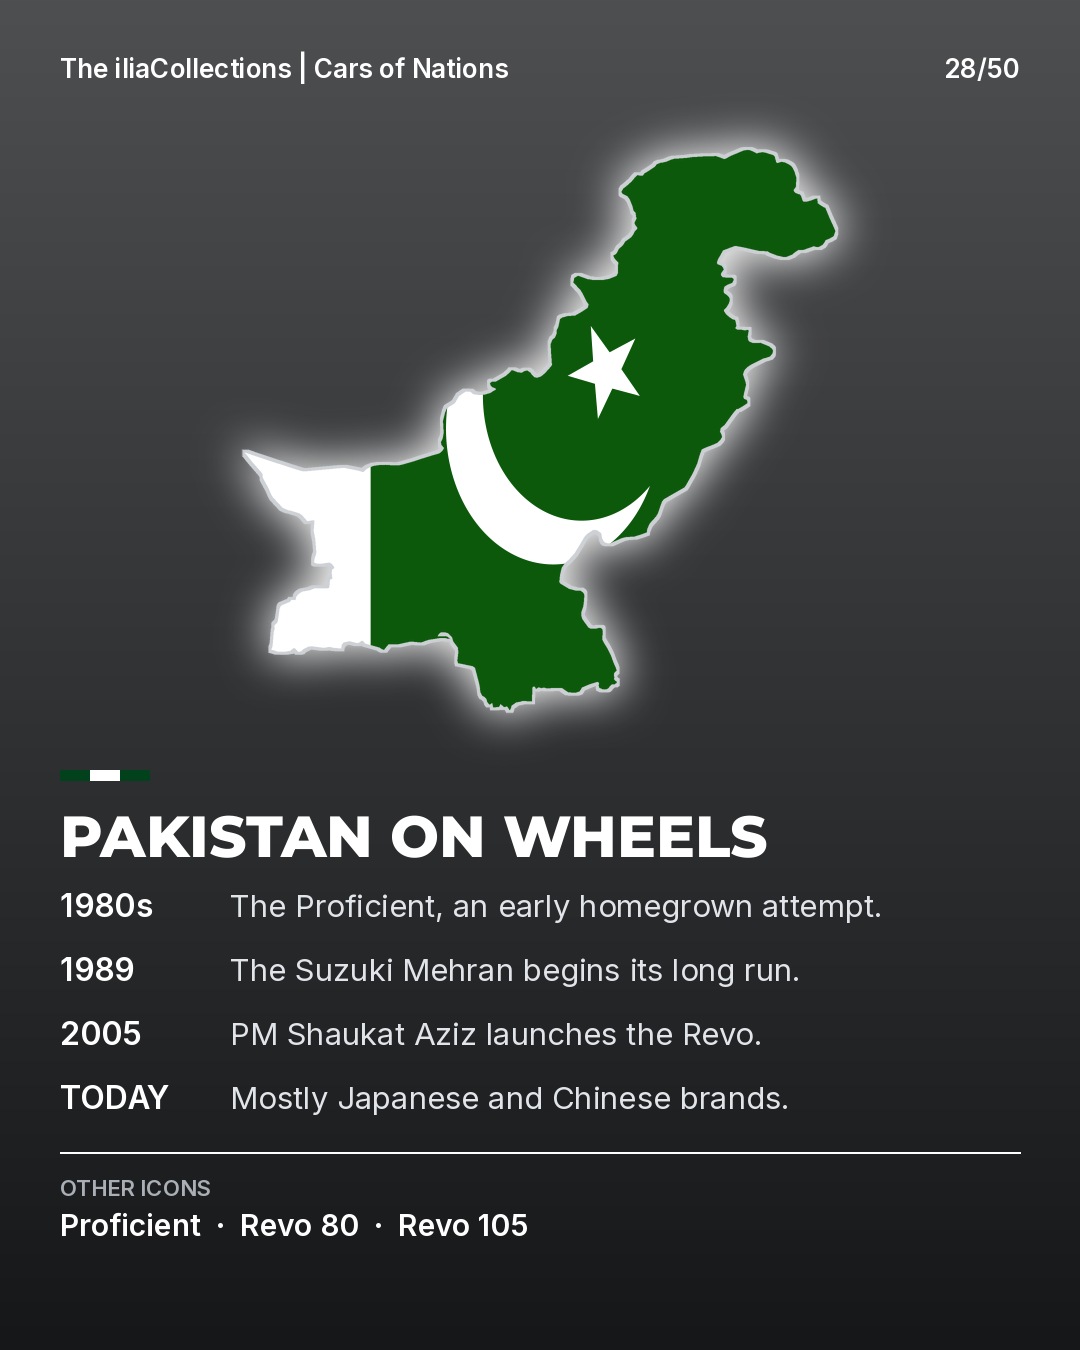 The iliaCollections | Cars of Nations
28/50
PAKISTAN ON WHEELS
1980s The Proficient, an early homegrown attempt.
1989 The Suzuki Mehran begins its long run.
2005 PM Shaukat Aziz launches the Revo.
TODAY Mostly Japanese and Chinese brands.
OTHER ICONS
Proficient · Revo 80 · Revo 105